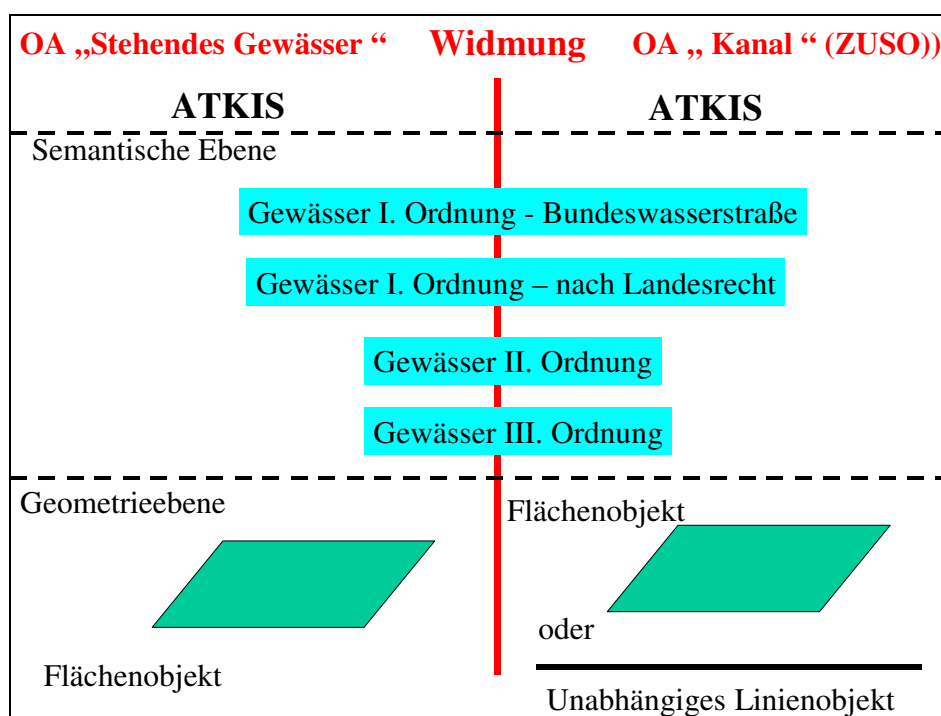 OA „Stehendes Gewässer “ Widmung OA „ Kanal “ (ZUSO))
ATKIS ATKIS
Semantische Ebene
Gewässer I. Ordnung - Bundeswasserstraße
Gewässer I. Ordnung – nach Landesrecht
Gewässer II. Ordnung
Gewässer III. Ordnung
Geometrieebene
Flächenobjekt
Flächenobjekt
oder
Unabhängiges Linienobjekt